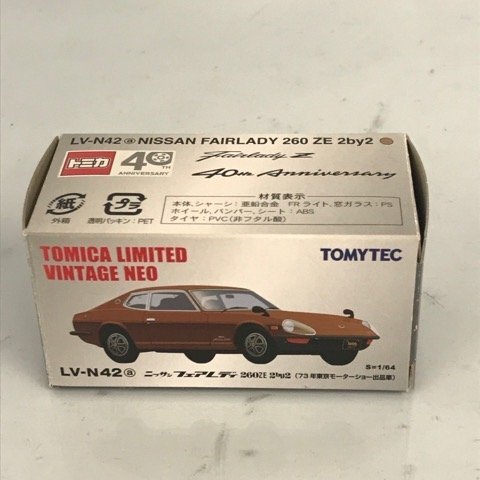 LV-N42 ⓐ NISSAN FAIRLADY 260 ZE 2by2
トミカ
40TH
ANNIVERSARY
Fairlady Z
40th Anniversary
紙
外箱
プラ
透明パッキン:PET
材質表示
本体、シャーシ:亜鉛合金 FRライト、窓ガラス:PS
ホイール、バンパー、シート:ABS
タイヤ:PVC(非フタル酸)
TOMICA LIMITED
VINTAGE NEO
TOMYTEC
S=1/64
LV-N42 ⓐ ニッサン フェアレディ 260ZE 2by2 (73年東京モーターショー出品車)